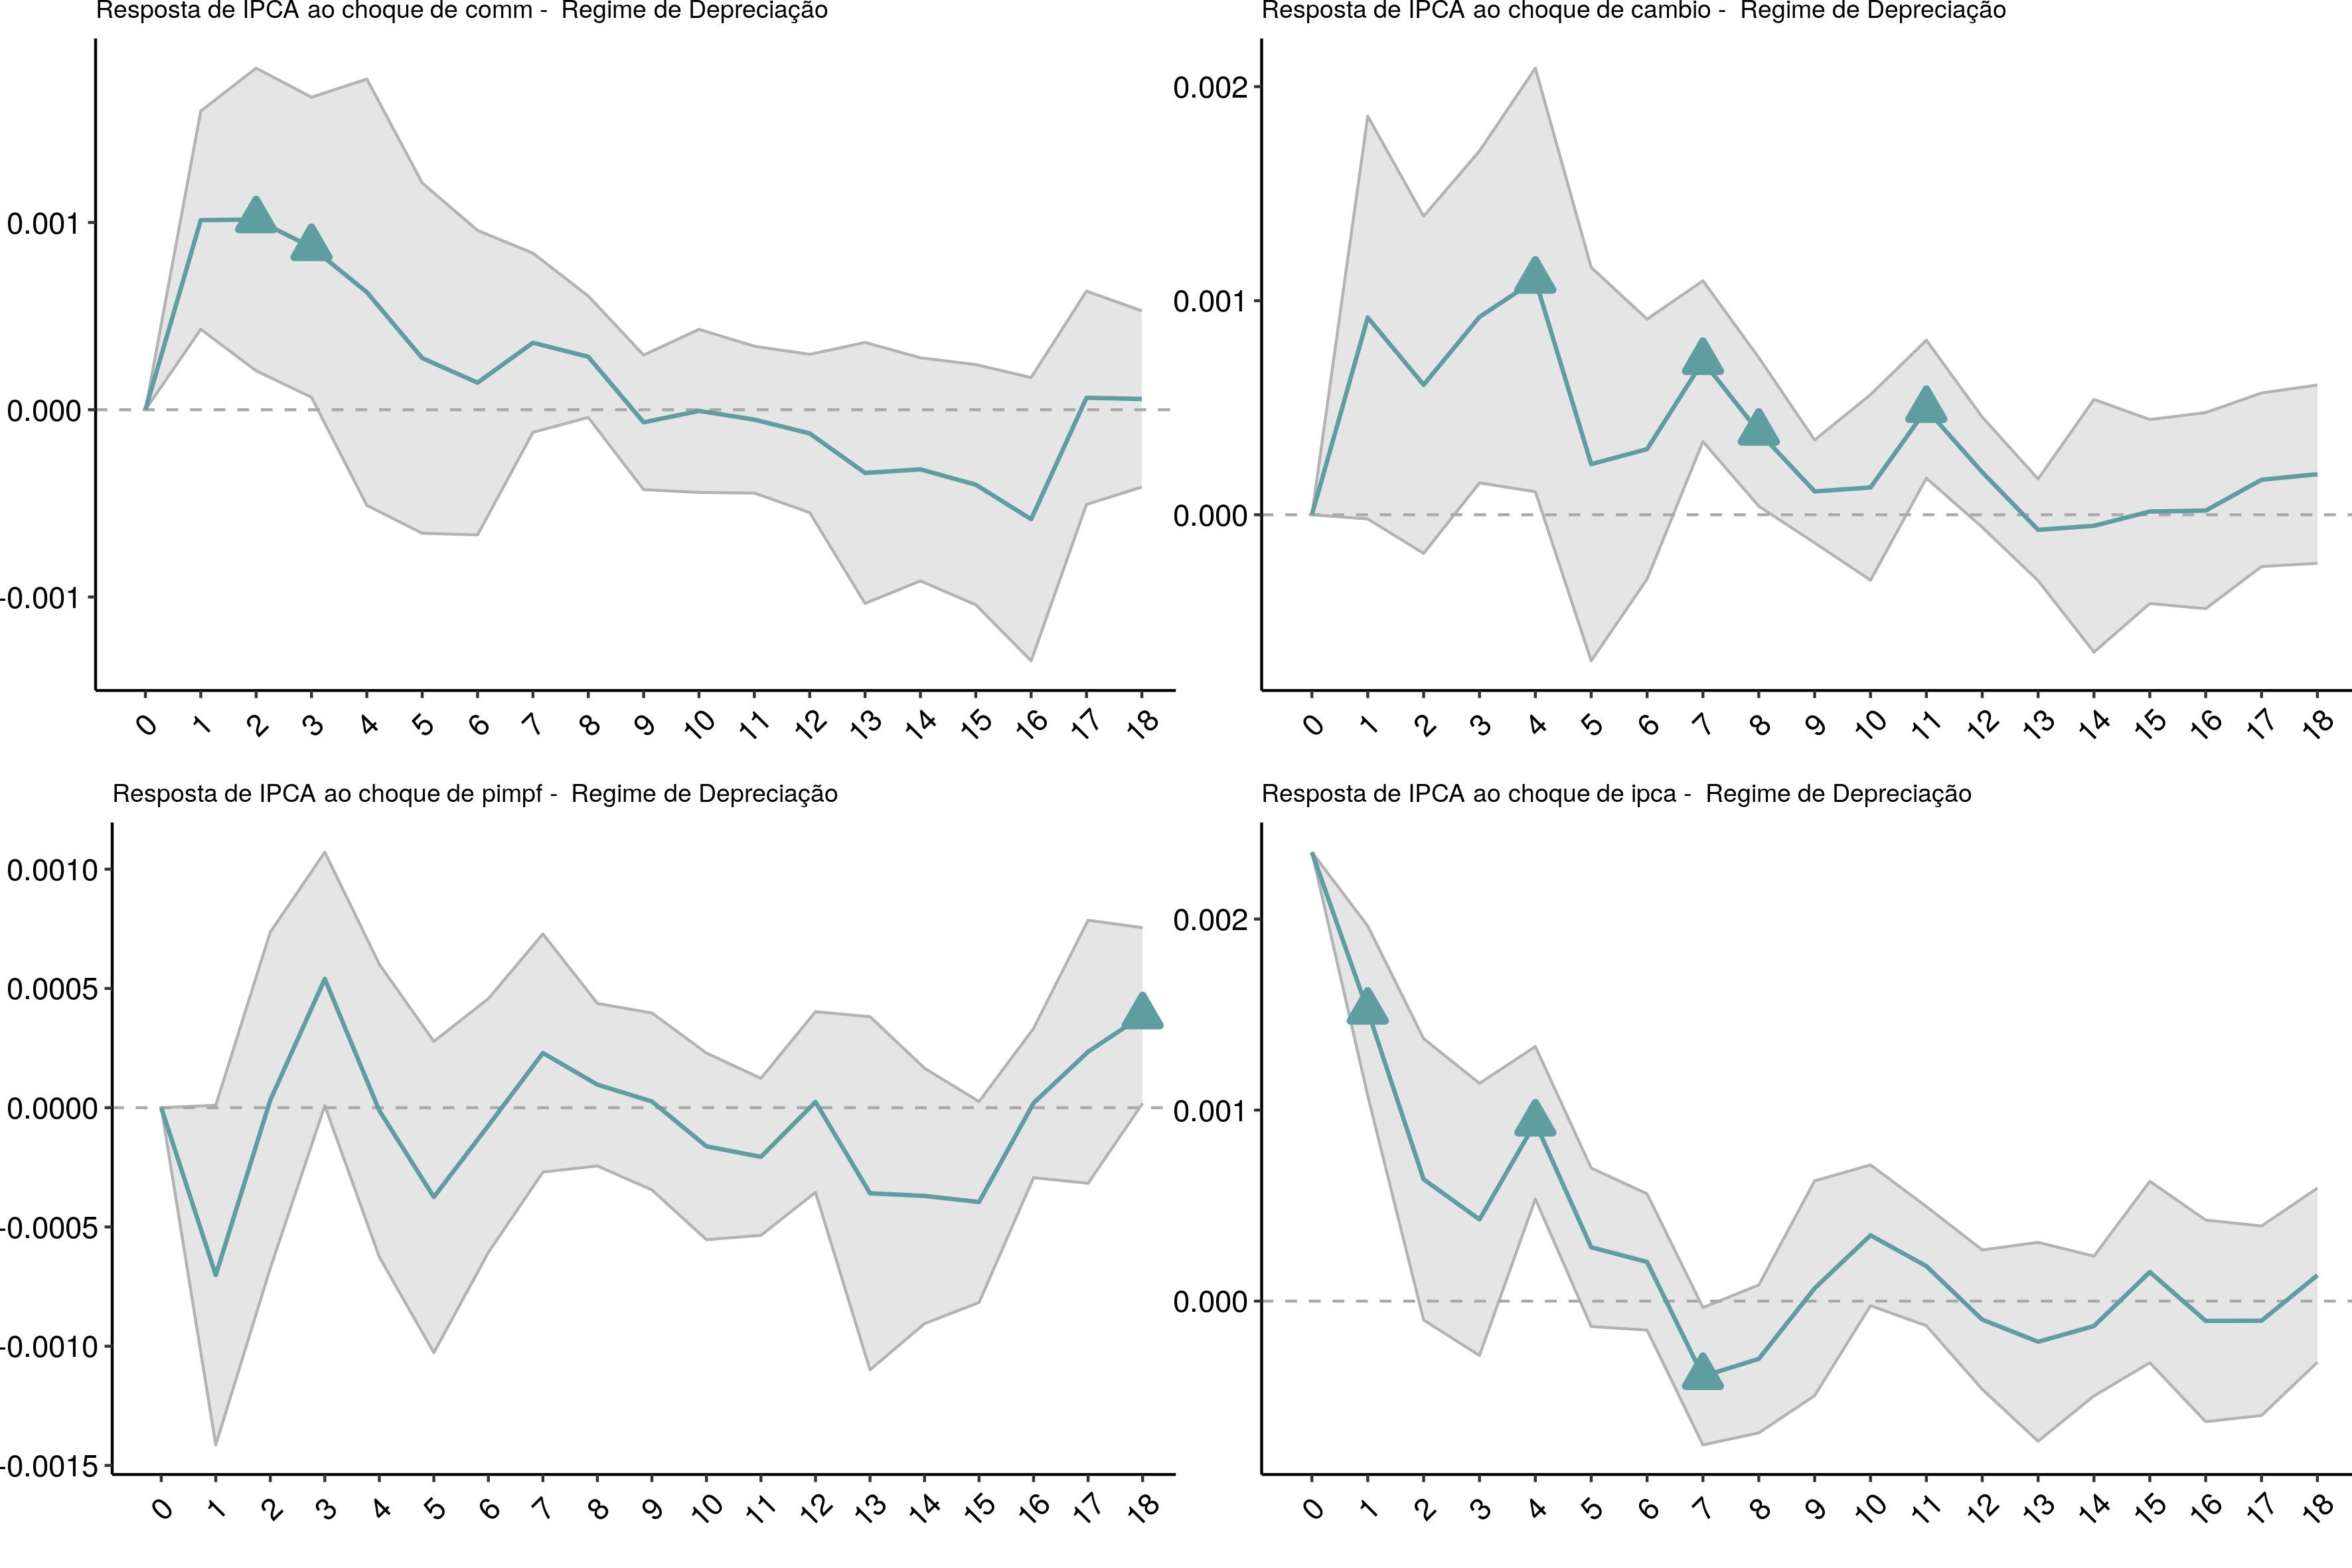 Resposta de IPCA ao choque de comm -  Regime de Depreciação
0.001
0.000
-0.001
0 1 2 3 4 5 6 7 8 9 10 11 12 13 14 15 16 17 18
Resposta de IPCA ao choque de cambio -  Regime de Depreciação
0.002
0.001
0.000
0 1 2 3 4 5 6 7 8 9 10 11 12 13 14 15 16 17 18
Resposta de IPCA ao choque de pimpf -  Regime de Depreciação
0.0010
0.0005
0.0000
-0.0005
-0.0010
-0.0015
0 1 2 3 4 5 6 7 8 9 10 11 12 13 14 15 16 17 18
Resposta de IPCA ao choque de ipca -  Regime de Depreciação
0.002
0.001
0.000
0 1 2 3 4 5 6 7 8 9 10 11 12 13 14 15 16 17 18